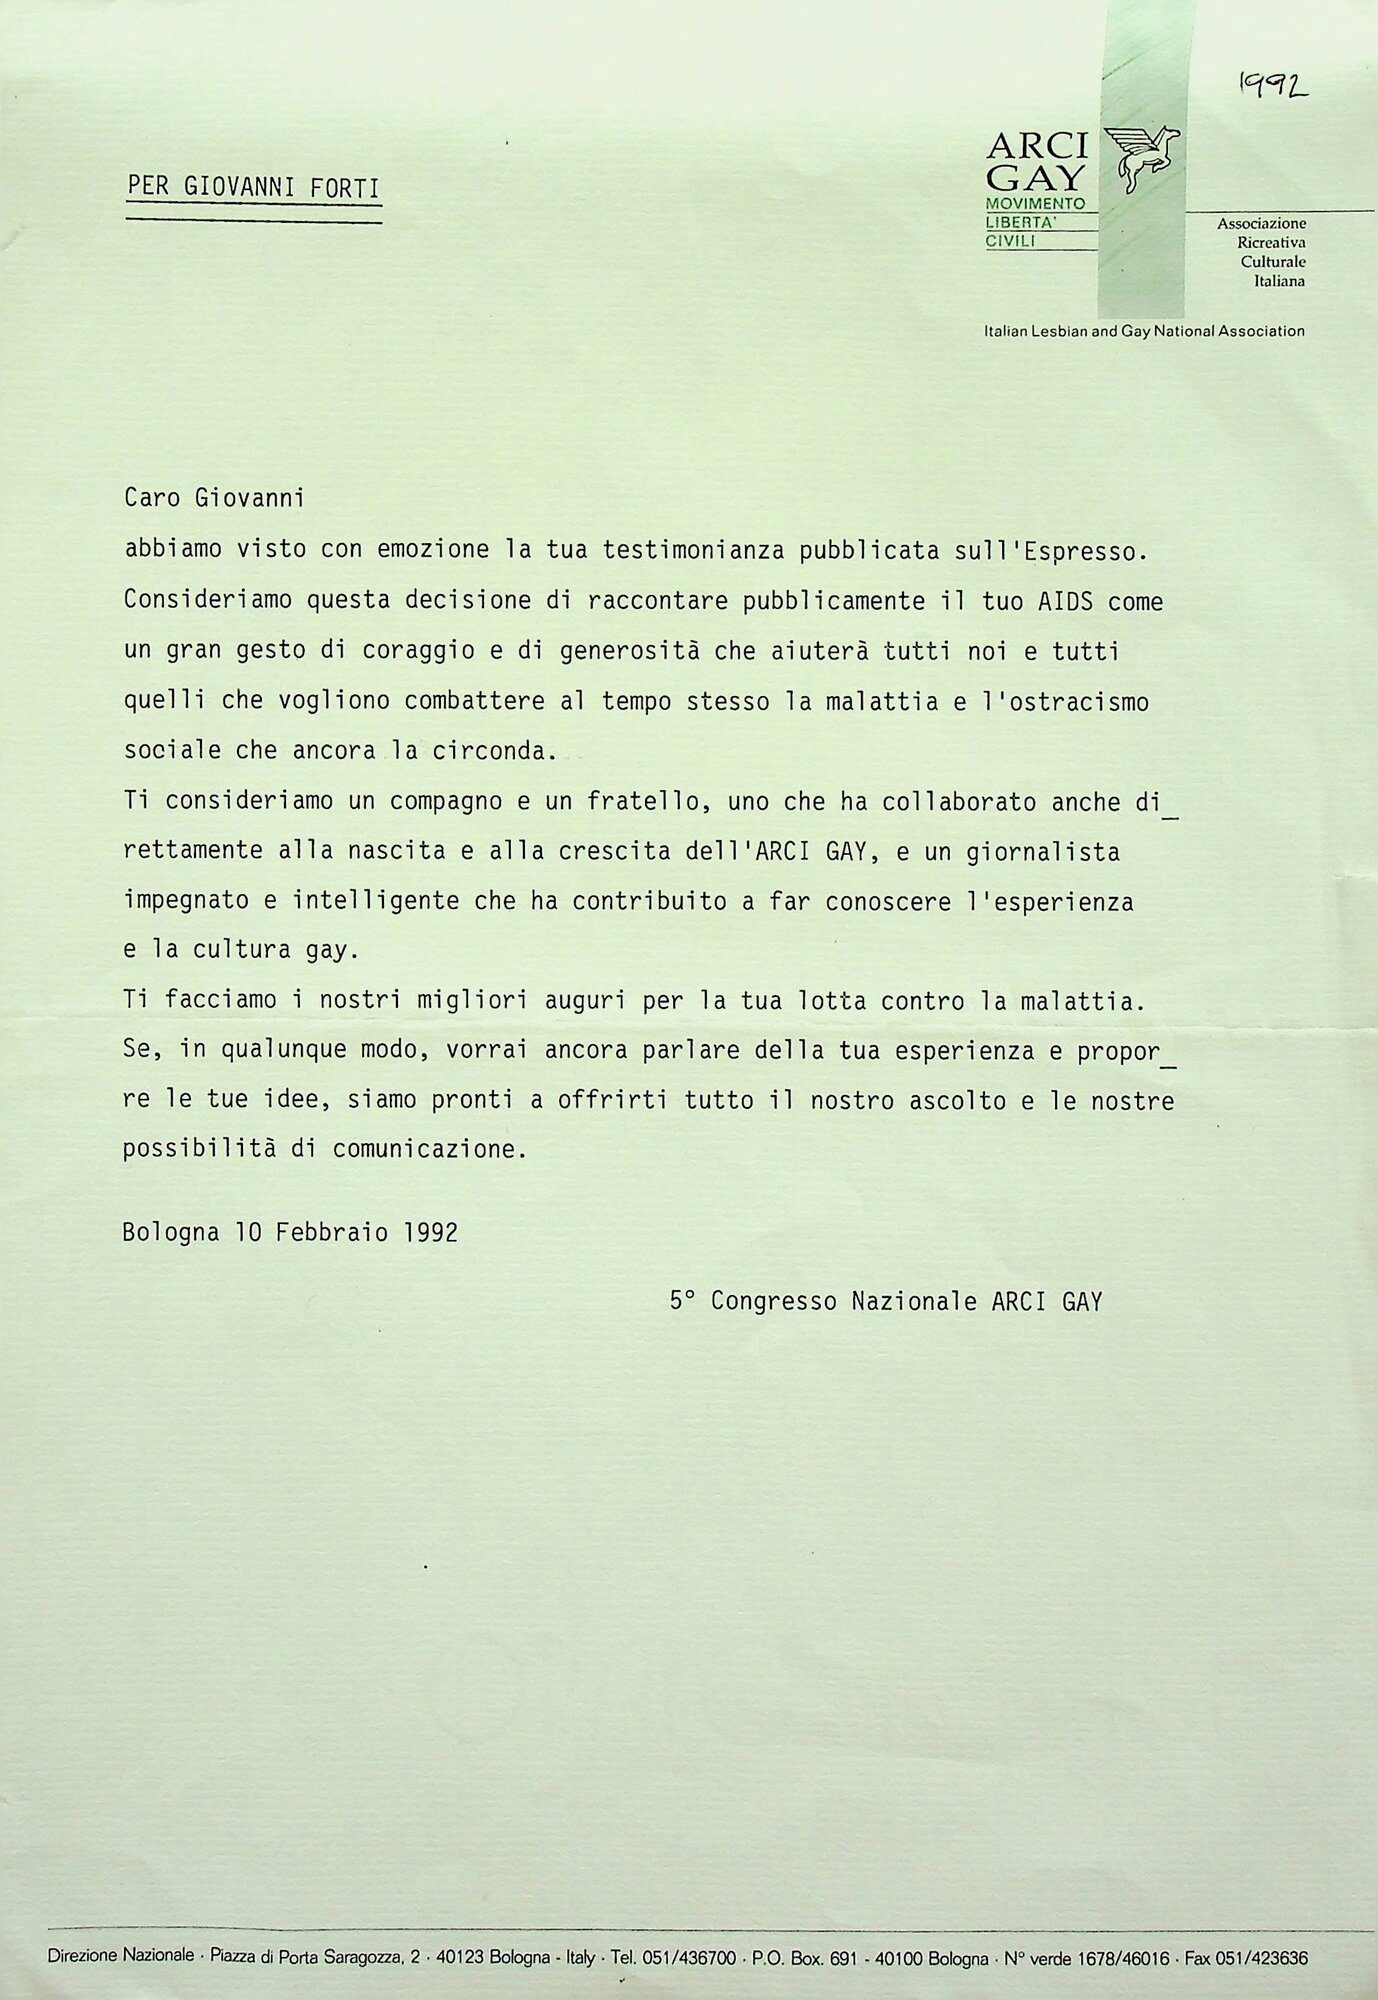 1992
PER GIOVANNI FORTI
ARCI
GAY
MOVIMENTO
LIBERTA'
CIVILI
Associazione
Ricreativa
Culturale
Italiana
Italian Lesbian and Gay National Association
Caro Giovanni
abbiamo visto con emozione la tua testimonianza pubblicata sull'Espresso.
Consideriamo questa decisione di raccontare pubblicamente il tuo AIDS come
un gran gesto di coraggio e di generosità che aiuterà tutti noi e tutti
quelli che vogliono combattere al tempo stesso la malattia e l'ostracismo
sociale che ancora la circonda.
Ti consideriamo un compagno e un fratello, uno che ha collaborato anche di_
rettamente alla nascita e alla crescita dell'ARCI GAY, e un giornalista
impegnato e intelligente che ha contribuito a far conoscere l'esperienza
e la cultura gay.
Ti facciamo i nostri migliori auguri per la tua lotta contro la malattia.
Se, in qualunque modo, vorrai ancora parlare della tua esperienza e propor_
re le tue idee, siamo pronti a offrirti tutto il nostro ascolto e le nostre
possibilità di comunicazione.
Bologna 10 Febbraio 1992
5° Congresso Nazionale ARCI GAY
Direzione Nazionale · Piazza di Porta Saragozza, 2 · 40123 Bologna - Italy · Tel. 051/436700 · P.O. Box. 691 - 40100 Bologna · N° verde 1678/46016 · Fax 051/423636